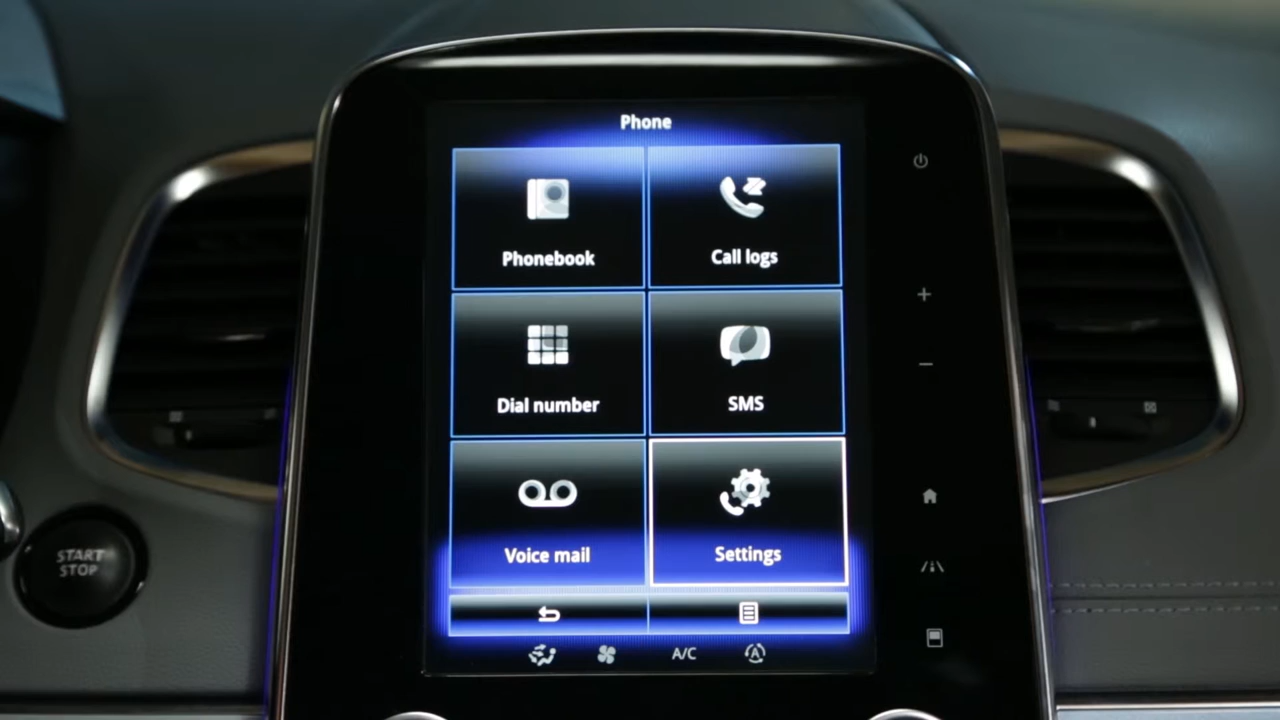 Phone
Phonebook
Call logs
Dial number
SMS
Voice mail
Settings
START
STOP
A/C
A